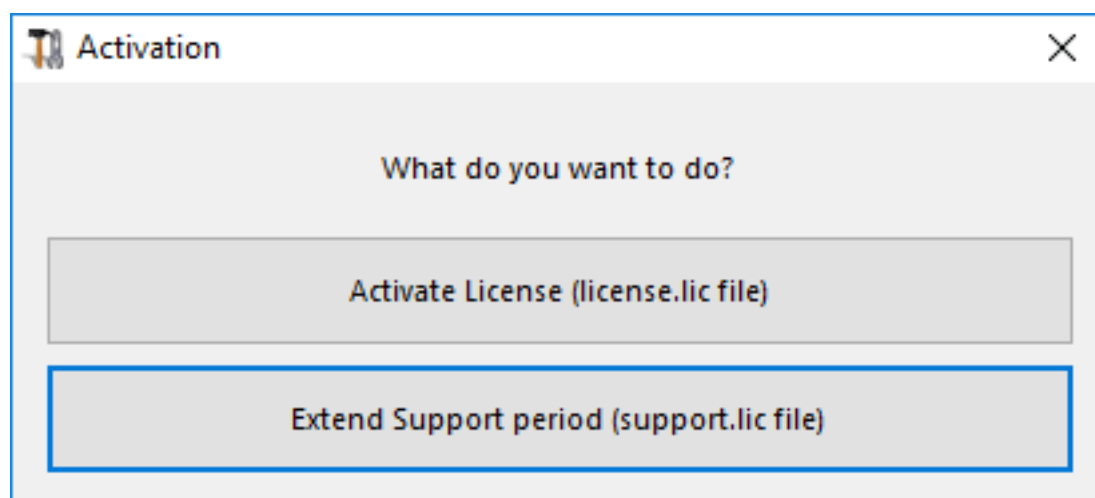 Activation
What do you want to do?
Activate License (license.lic file)
Extend Support period (support.lic file)